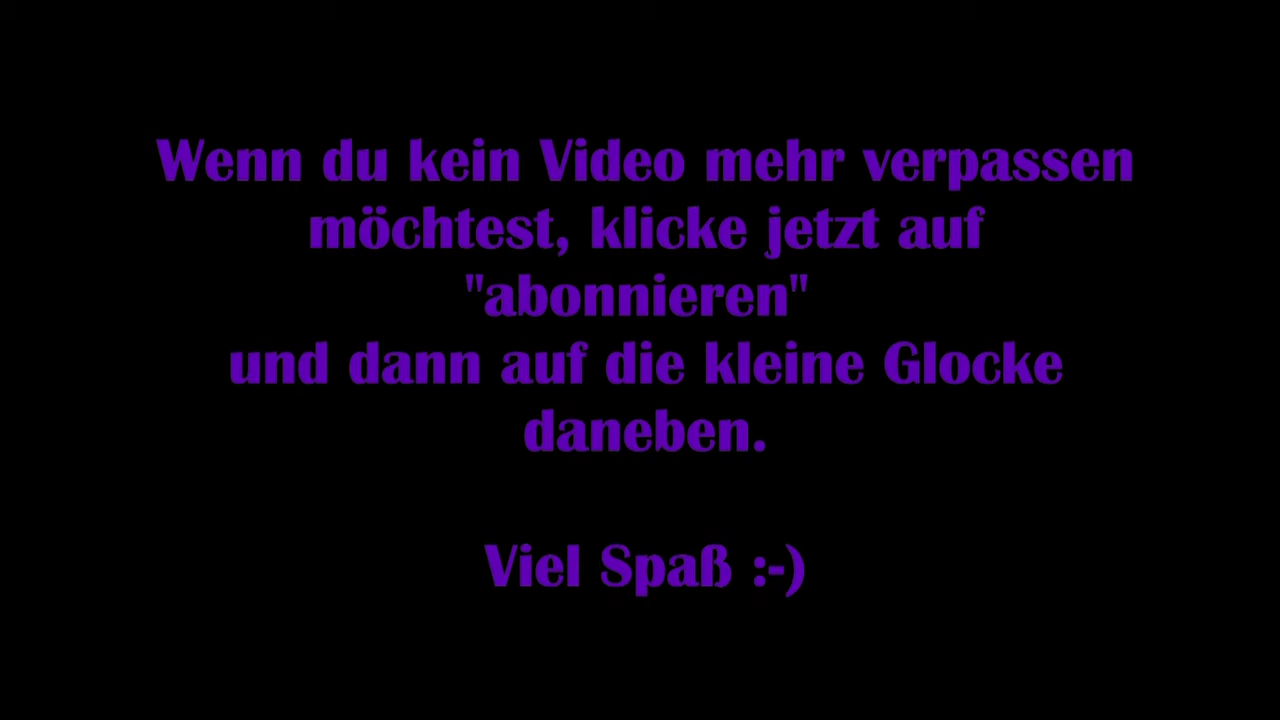 Wenn du kein Video mehr verpassen
möchtest, klicke jetzt auf
"abonnieren"
und dann auf die kleine Glocke
daneben.
Viel Spaß :-)